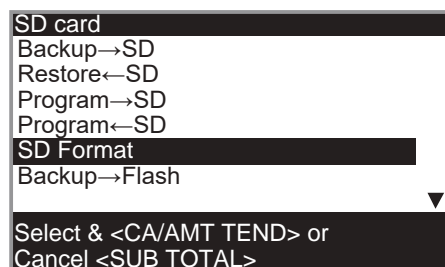 SD card
Backup→SD
Restore←SD
Program→SD
Program←SD
SD Format
Backup→Flash
▼
Select & <CA/AMT TEND> or
Cancel <SUB TOTAL>